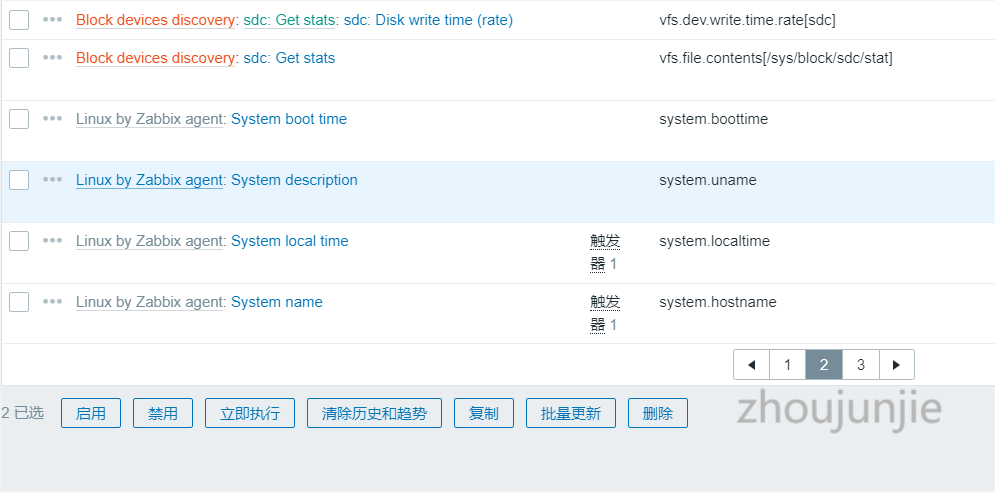 Block devices discovery: sdc: Get stats: sdc: Disk write time (rate) vfs.dev.write.time.rate[sdc]
Block devices discovery: sdc: Get stats vfs.file.contents[/sys/block/sdc/stat]
Linux by Zabbix agent: System boot time system.boottime
Linux by Zabbix agent: System description system.uname
Linux by Zabbix agent: System local time 触发 system.localtime
器 1
Linux by Zabbix agent: System name 触发 system.hostname
器 1
1 2 3
2 已选 启用 禁用 立即执行 清除历史和趋势 复制 批量更新 删除
zhoujunjie